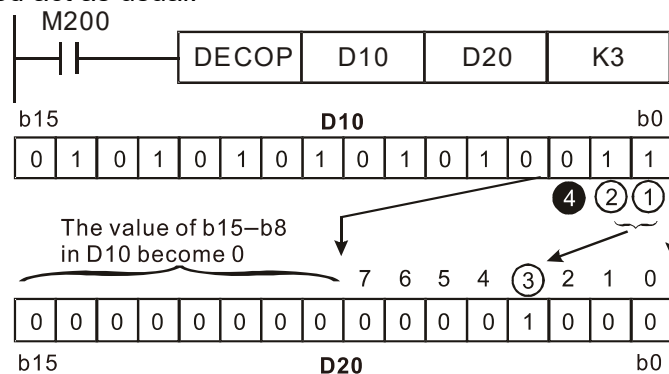 act as usual.
M200
DECOP D10 D20 K3
b15 D10 b0
0 1 0 1 0 1 0 1 0 1 0 1 0 0 1 1
4 2 1
The value of b15–b8
in D10 become 0
7 6 5 4 3 2 1 0
0 0 0 0 0 0 0 0 0 0 0 0 1 0 0 0
b15 D20 b0